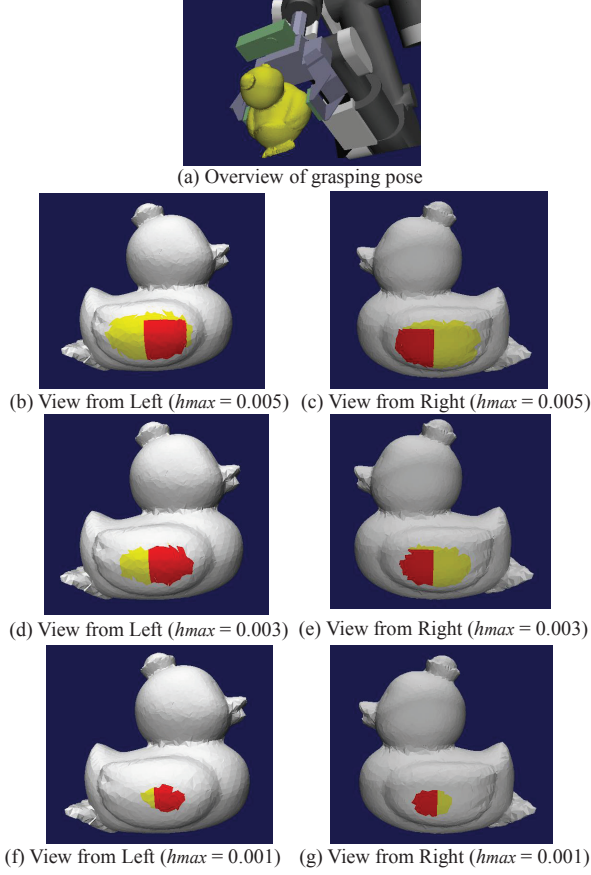 (a) Overview of grasping pose
(b) View from Left (hmax = 0.005) (c) View from Right (hmax = 0.005)
(d) View from Left (hmax = 0.003) (e) View from Right (hmax = 0.003)
(f) View from Left (hmax = 0.001) (g) View from Right (hmax = 0.001)